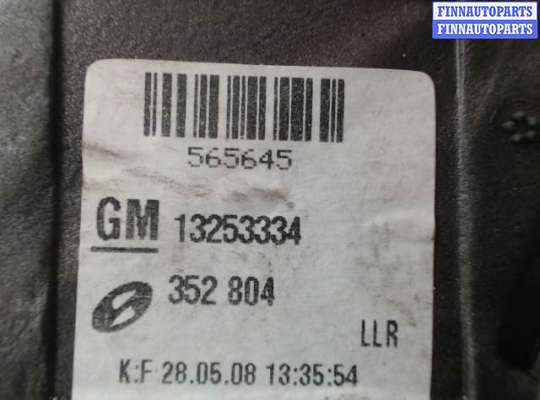 FINNAUTOPARTS
FINNAUTOPARTS
565645
GM 13253334
352 804
LLR
K:F 28.05.08 13:35:54